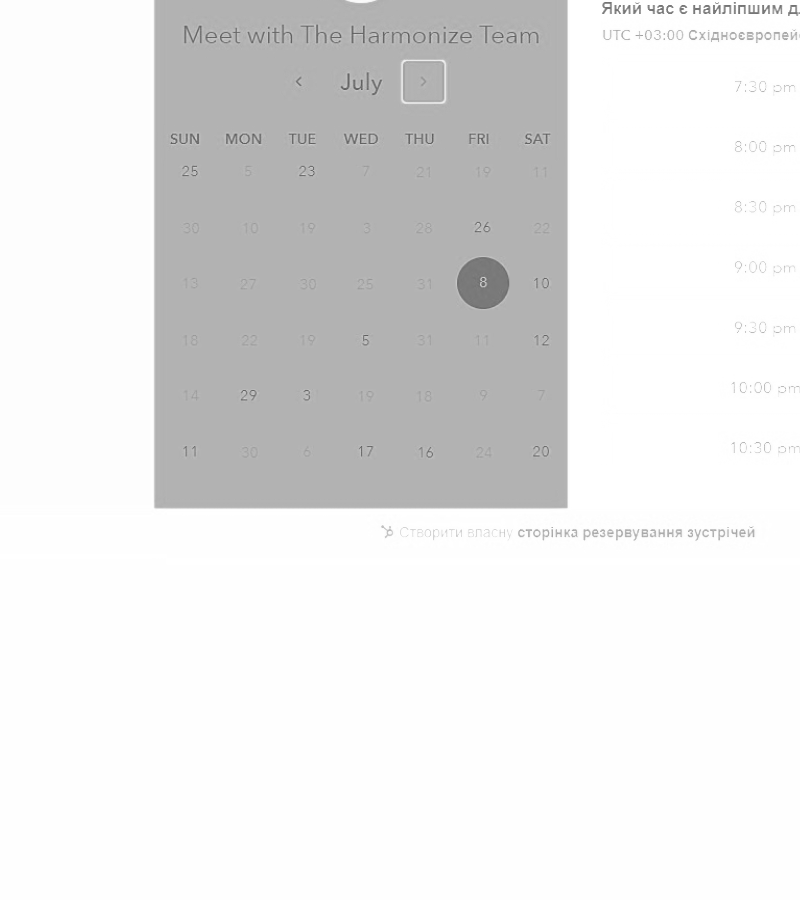 Який час є найліпшим
Meet with The Harmonize Team
UTC +03:00
July
7:30 pm
SUN MON TUE WED THU FRI SAT
8:00 pm
25 5 23 7 21 19 11
8:30 pm
30 10 19 3 28 26 22
9:00 pm
13 27 30 25 31 8 10
9:30 pm
18 22 19 5 31 11 12
10:00 pm
14 29 3 19 18 9 7
10:30 pm
11 30 6 17 16 24 20
Створити власну сторінка резервування зустрічей